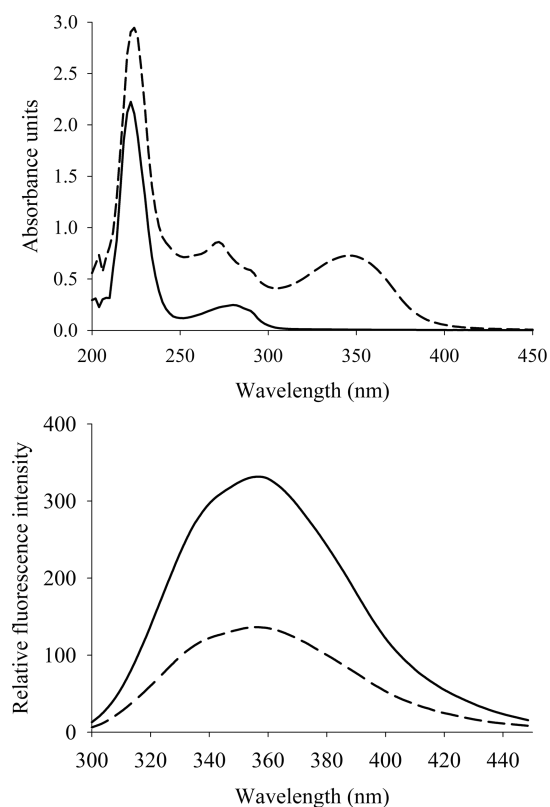 Absorbance units
3.0
2.5
2.0
1.5
1.0
0.5
0.0
200 250 300 350 400 450
Wavelength (nm)
Relative fluorescence intensity
400
300
200
100
0
300 320 340 360 380 400 420 440
Wavelength (nm)